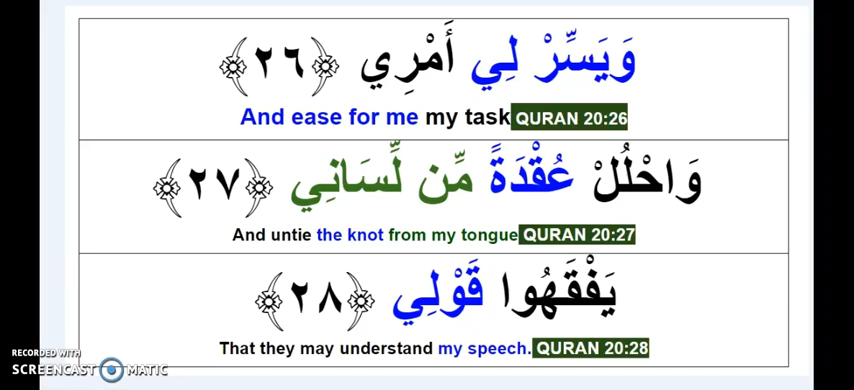 وَيَسِّرْ لِي أَمْرِي ﴿٢٦﴾
And ease for me my task QURAN 20:26
وَاحْلُلْ عُقْدَةً مِّن لِّسَانِي ﴿٢٧﴾
And untie the knot from my tongue QURAN 20:27
يَفْقَهُوا قَوْلِي ﴿٢٨﴾
That they may understand my speech. QURAN 20:28
RECORDED WITH
SCREENCAST MATIC